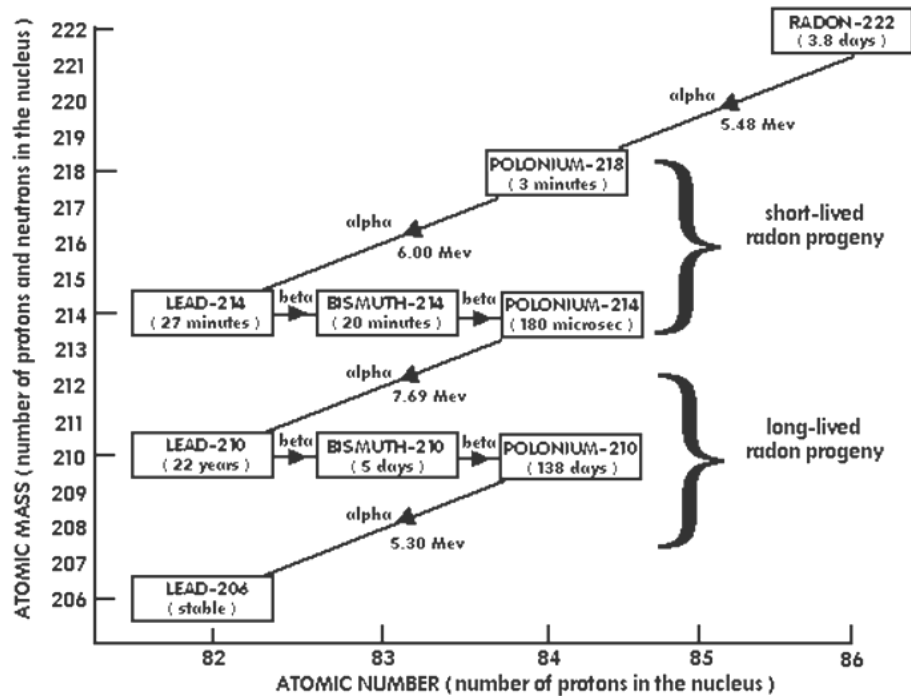 RADON-222
( 3.8 days )
alpha
5.48 Mev
POLONIUM-218
( 3 minutes )
short-lived
radon progeny
alpha
6.00 Mev
LEAD-214
( 27 minutes )
beta
BISMUTH-214
( 20 minutes )
beta
POLONIUM-214
( 180 microsec )
alpha
7.69 Mev
long-lived
radon progeny
LEAD-210
( 22 years )
beta
BISMUTH-210
( 5 days )
beta
POLONIUM-210
( 138 days )
alpha
5.30 Mev
LEAD-206
( stable )
ATOMIC MASS ( number of protons and neutrons in the nucleus )
222
221
220
219
218
217
216
215
214
213
212
211
210
209
208
207
206
82
83
84
85
86
ATOMIC NUMBER ( number of protons in the nucleus )